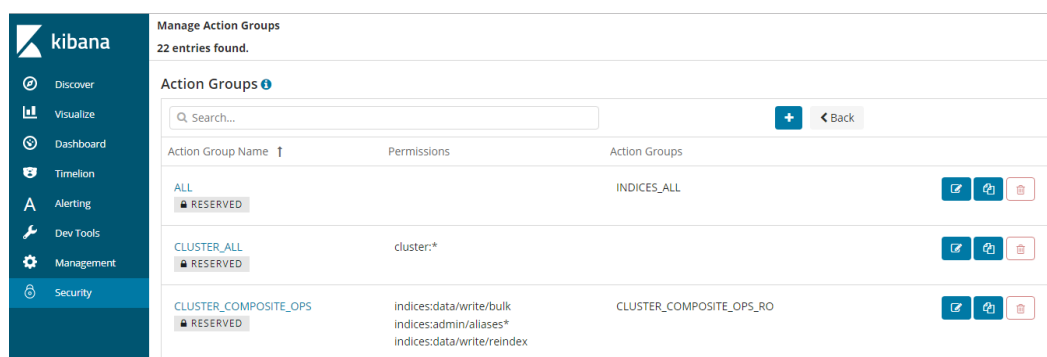 kibana
Discover
Visualize
Dashboard
Timelion
A Alerting
Dev Tools
Management
Security
Manage Action Groups
22 entries found.
Action Groups
Search...
+ Back
Action Group Name ↑ Permissions Action Groups
ALL INDICES_ALL
RESERVED
CLUSTER_ALL cluster:*
RESERVED
CLUSTER_COMPOSITE_OPS indices:data/write/bulk CLUSTER_COMPOSITE_OPS_RO
RESERVED indices:admin/aliases*
indices:data/write/reindex